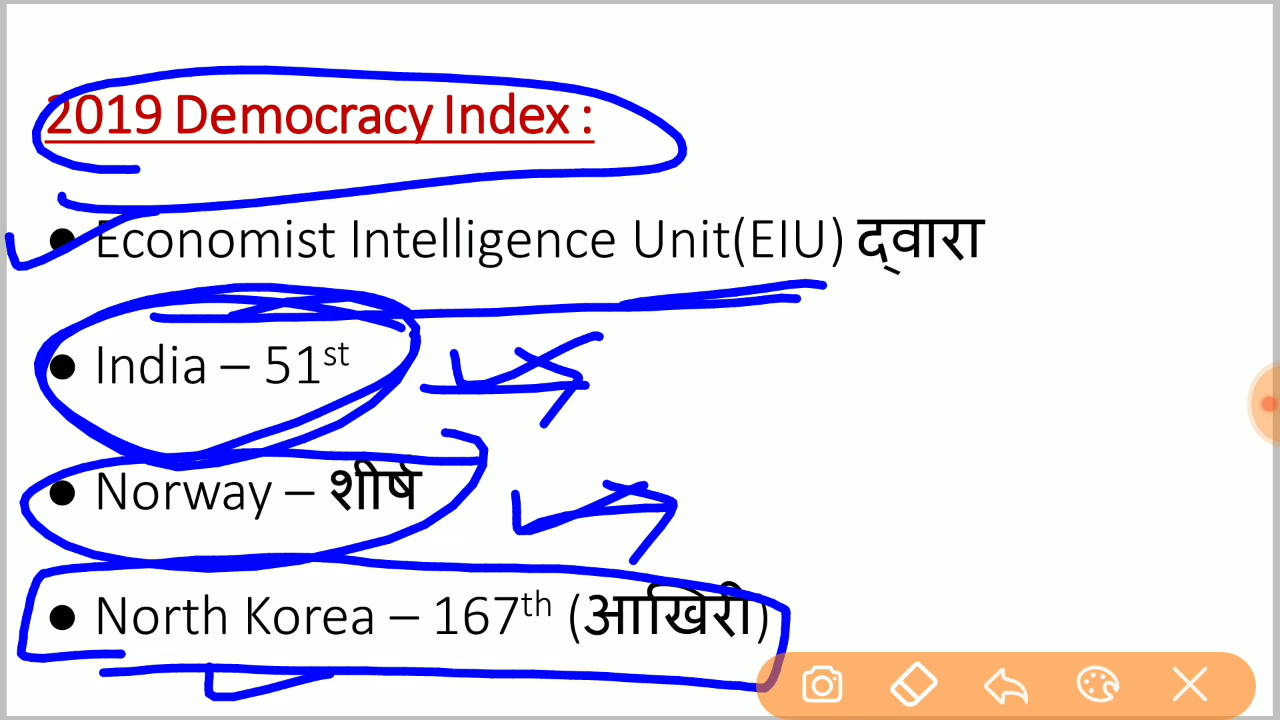 2019 Democracy Index :
● Economist Intelligence Unit(EIU) द्वारा
● India – 51st
● Norway – शीर्ष
● North Korea – 167th (आखिरी)